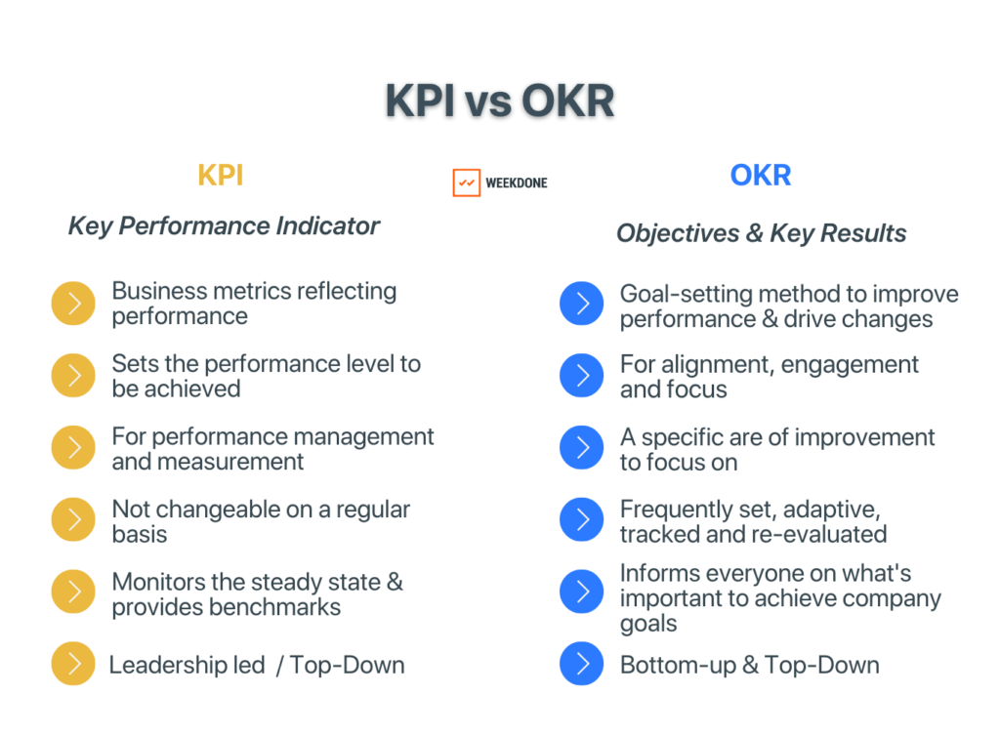 KPI vs OKR
KPI
WEEKDONE
OKR
Key Performance Indicator
Objectives & Key Results
Business metrics reflecting
performance
Goal-setting method to improve
performance & drive changes
Sets the performance level to
be achieved
For alignment, engagement
and focus
For performance management
and measurement
A specific are of improvement
to focus on
Not changeable on a regular
basis
Frequently set, adaptive,
tracked and re-evaluated
Monitors the steady state &
provides benchmarks
Informs everyone on what's
important to achieve company
goals
Leadership led / Top-Down
Bottom-up & Top-Down